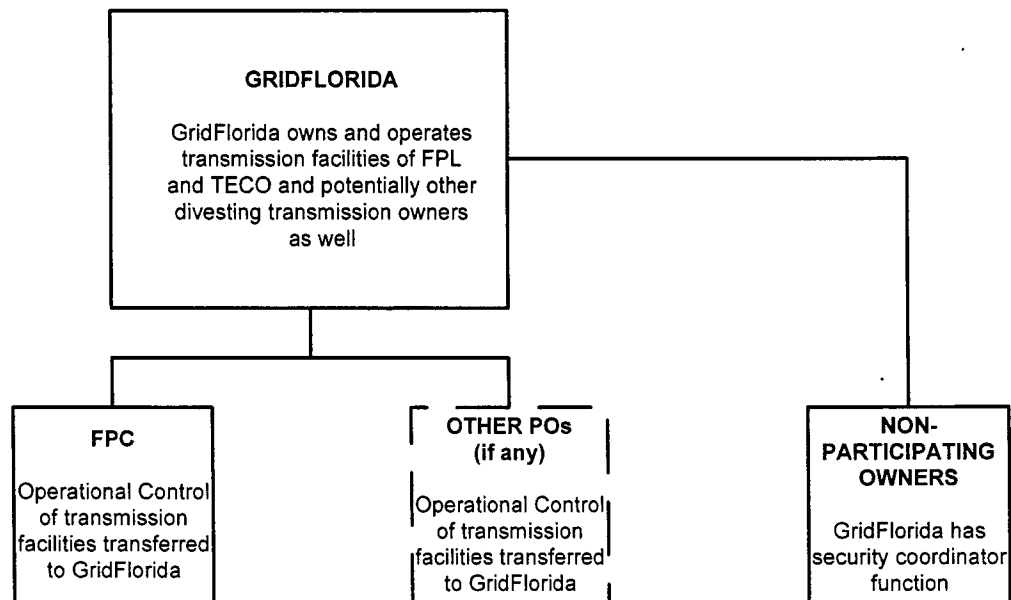 GRIDFLORIDA
GridFlorida owns and operates
transmission facilities of FPL
and TECO and potentially other
divesting transmission owners
as well
FPC
Operational Control
of transmission
facilities transferred
to GridFlorida
OTHER POs
(if any)
Operational Control
of transmission
facilities transferred
to GridFlorida
NON-
PARTICIPATING
OWNERS
GridFlorida has
security coordinator
function